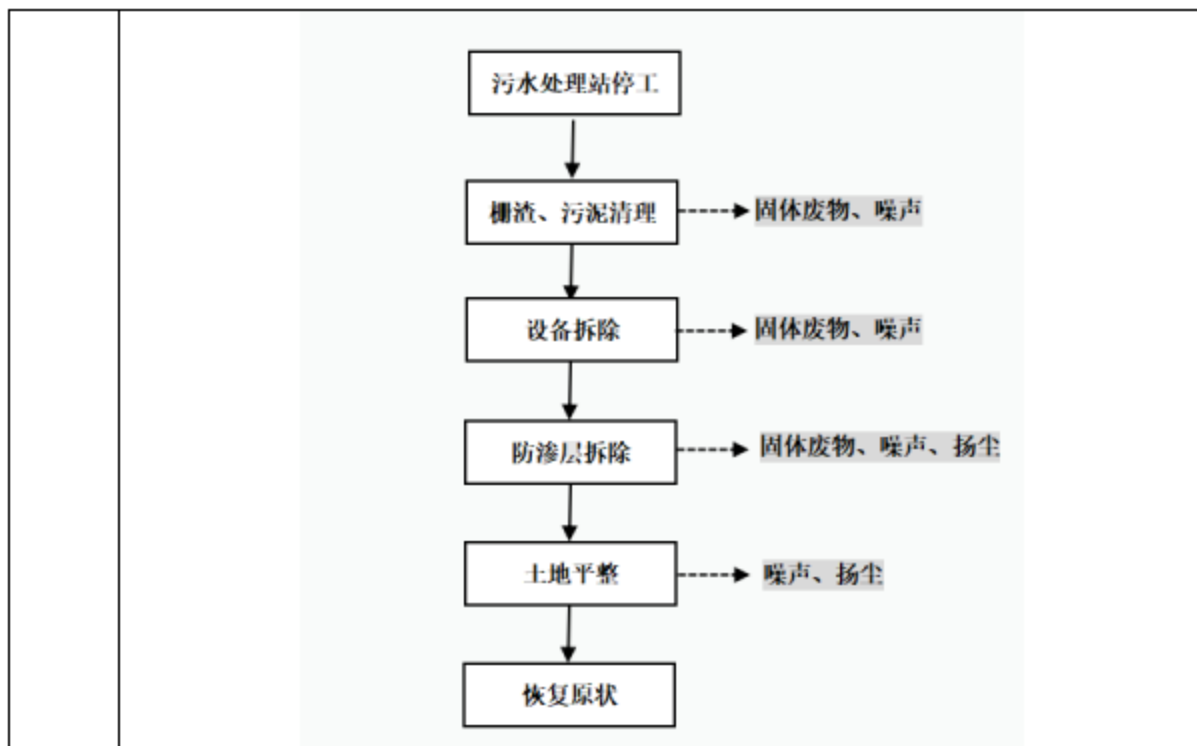 污水处理站停工
栅渣、污泥清理
固体废物、噪声
设备拆除
固体废物、噪声
防渗层拆除
固体废物、噪声、扬尘
土地平整
噪声、扬尘
恢复原状